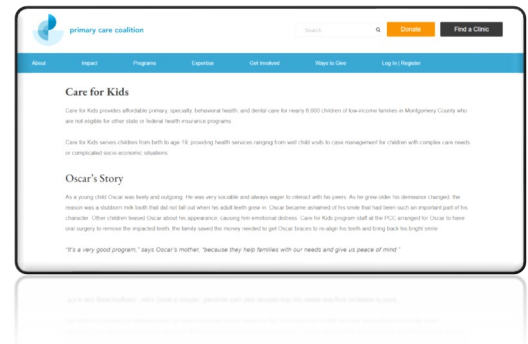 primary care coalition
Search
Donate
Find a Clinic
About Impact Programs Expertise Get Involved Ways to Give Log In | Register
Care for Kids
Care for Kids provides affordable primary, specialty, behavioral health, and dental care for nearly 6,000 children of low-income families in Montgomery County who
are not eligible for other state or federal health insurance programs.
Care for Kids serves children from birth to age 19, providing health services ranging from well child visits to case management for children with complex care needs
or complicated socio-economic situations.
Oscar's Story
As a young child Oscar was lively and outgoing. He was very sociable and always eager to interact with his peers. As he grew older his demeanor changed, the
reason was a stubborn milk tooth that did not fall out when his adult teeth grew in. Oscar became ashamed of his smile that had been such an important part of his
character. Other children teased Oscar about his appearance, causing him emotional distress. Care for Kids program staff at the PCC arranged for Oscar to have
oral surgery to remove the impacted teeth, the family saved the money needed to get Oscar braces to re-align his teeth and bring back his bright smile.
"It's a very good program," says Oscar's mother, "because they help families with our needs and give us peace of mind."